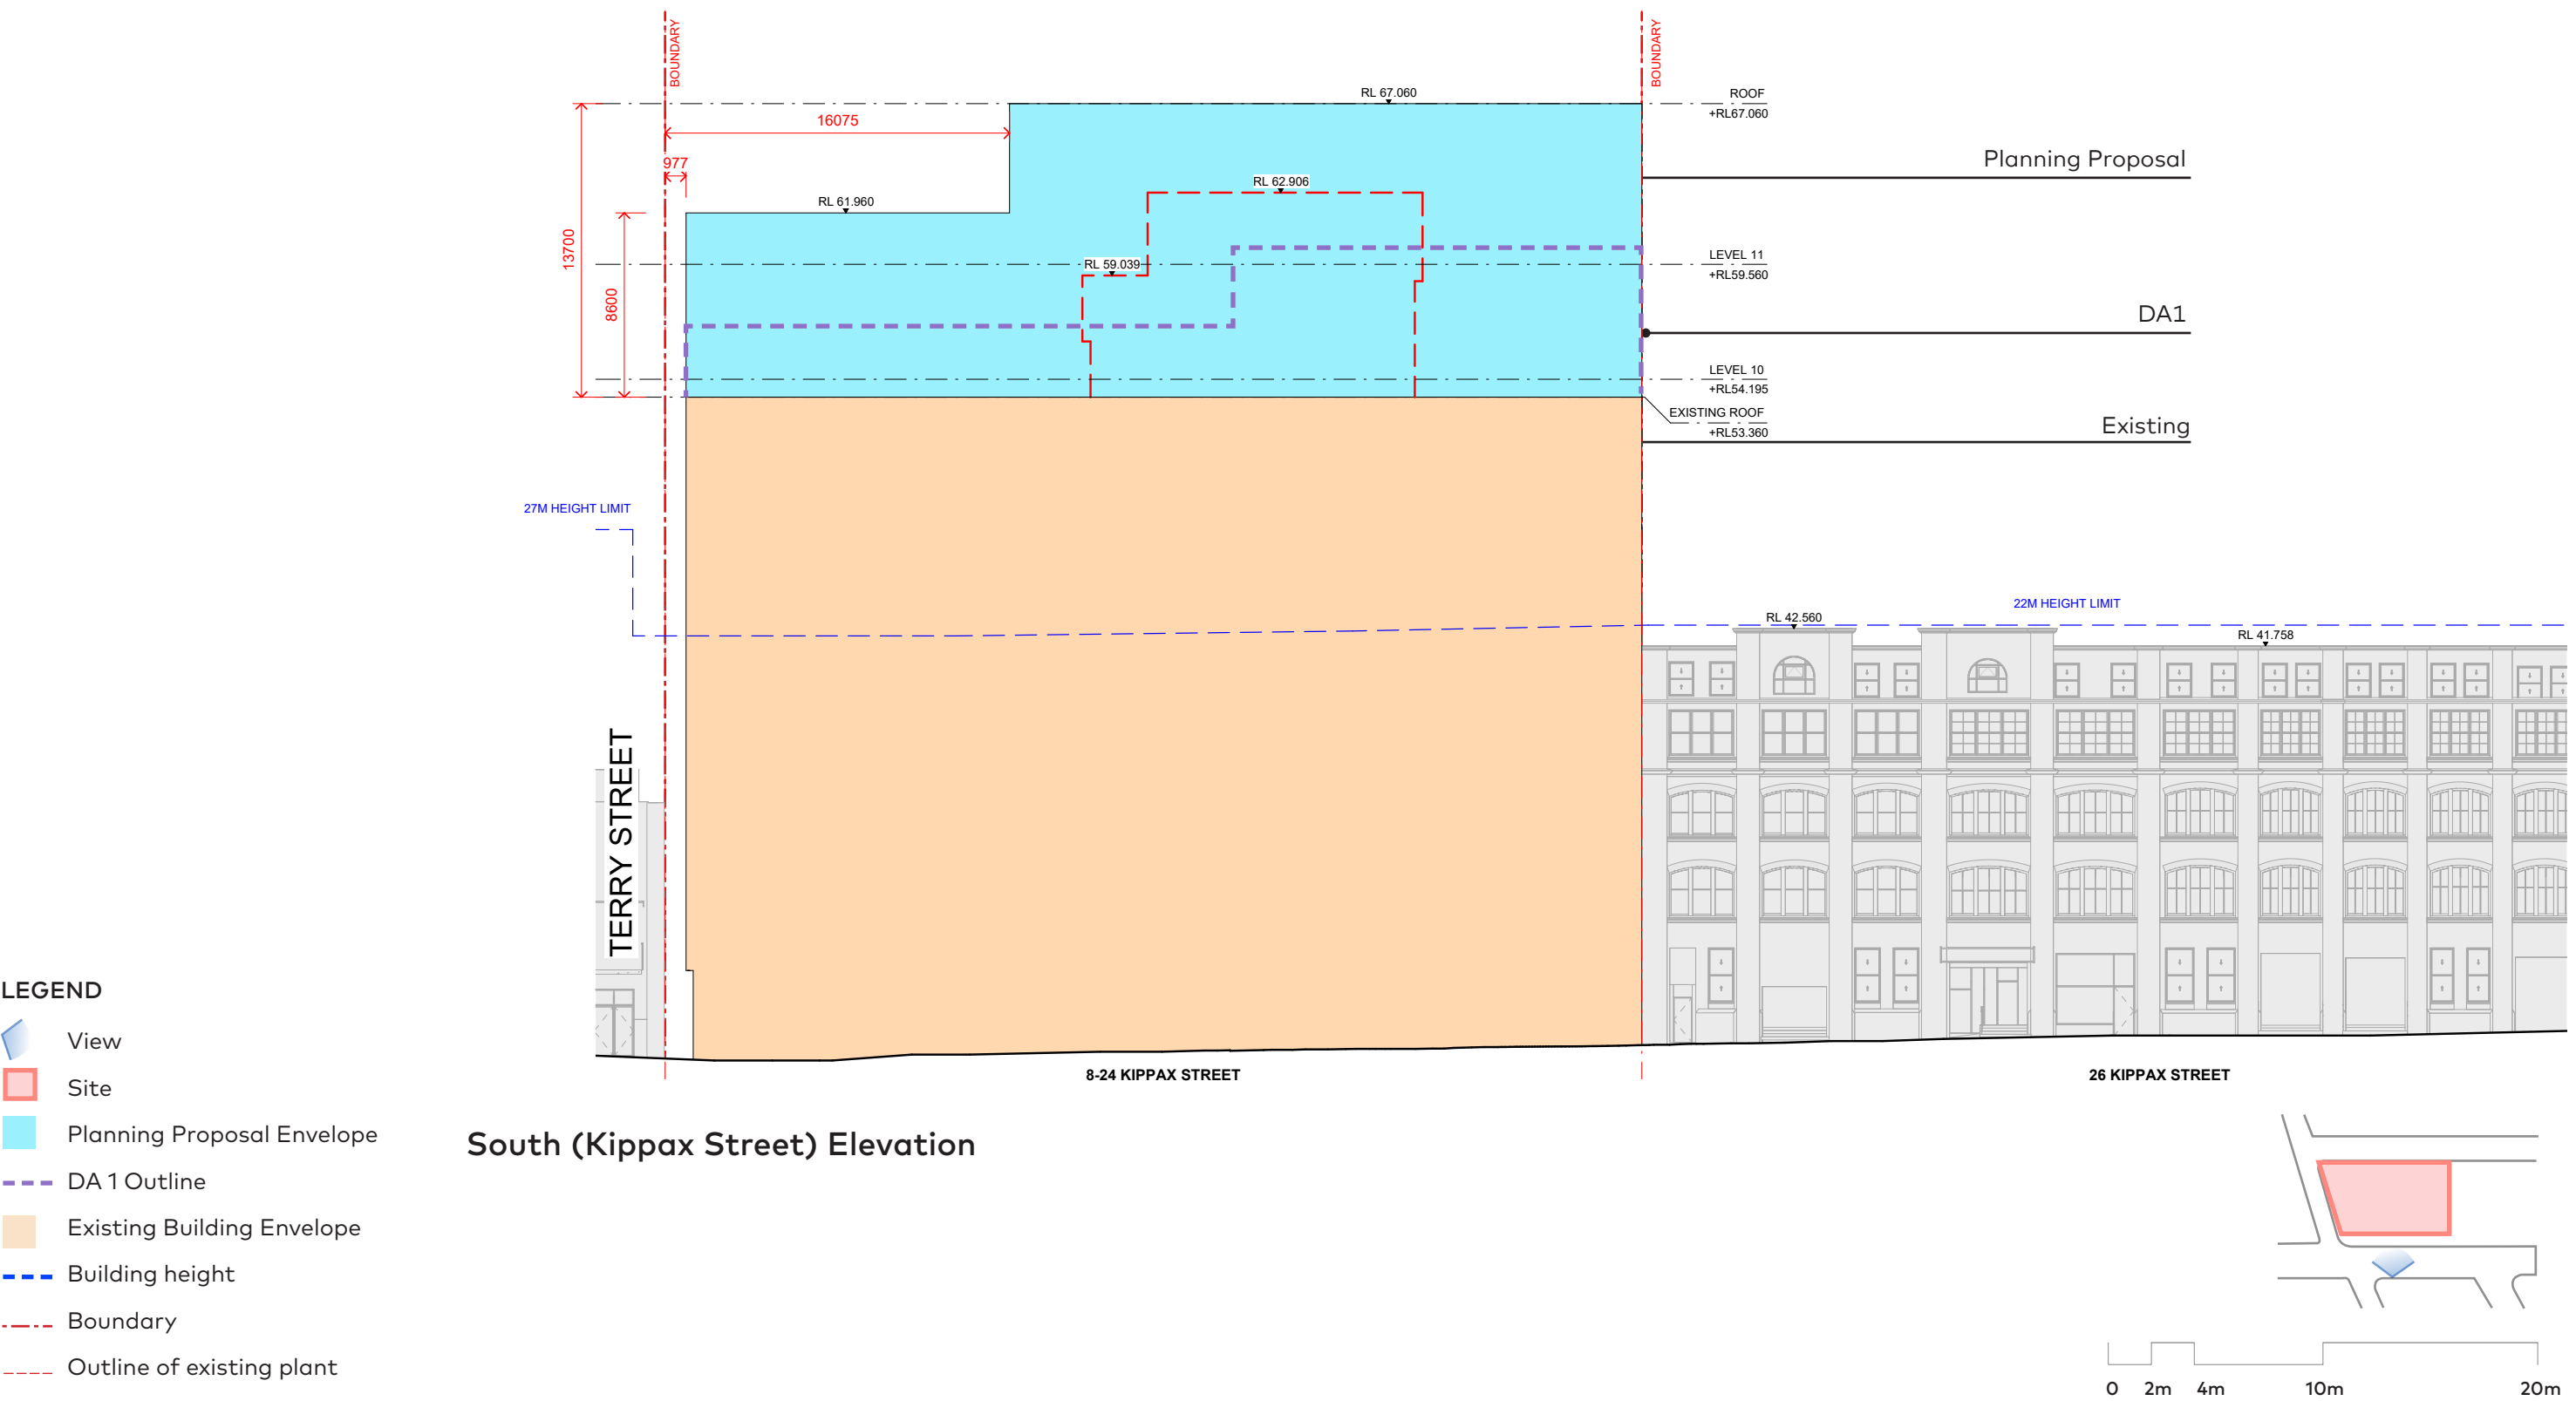 BOUNDARY
BOUNDARY
RL 67.060
ROOF
+RL67.060
16075
977
Planning Proposal
RL 62.906
RL 61.960
13700
8600
RL 59.039
LEVEL 11
+RL59.560
DA1
LEVEL 10
+RL54.195
EXISTING ROOF
+RL53.360
Existing
27M HEIGHT LIMIT
22M HEIGHT LIMIT
RL 42.560
RL 41.758
TERRY STREET
8-24 KIPPAX STREET
26 KIPPAX STREET
LEGEND
View
Site
Planning Proposal Envelope
DA 1 Outline
Existing Building Envelope
Building height
Boundary
Outline of existing plant
South (Kippax Street) Elevation
0 2m 4m 10m 20m